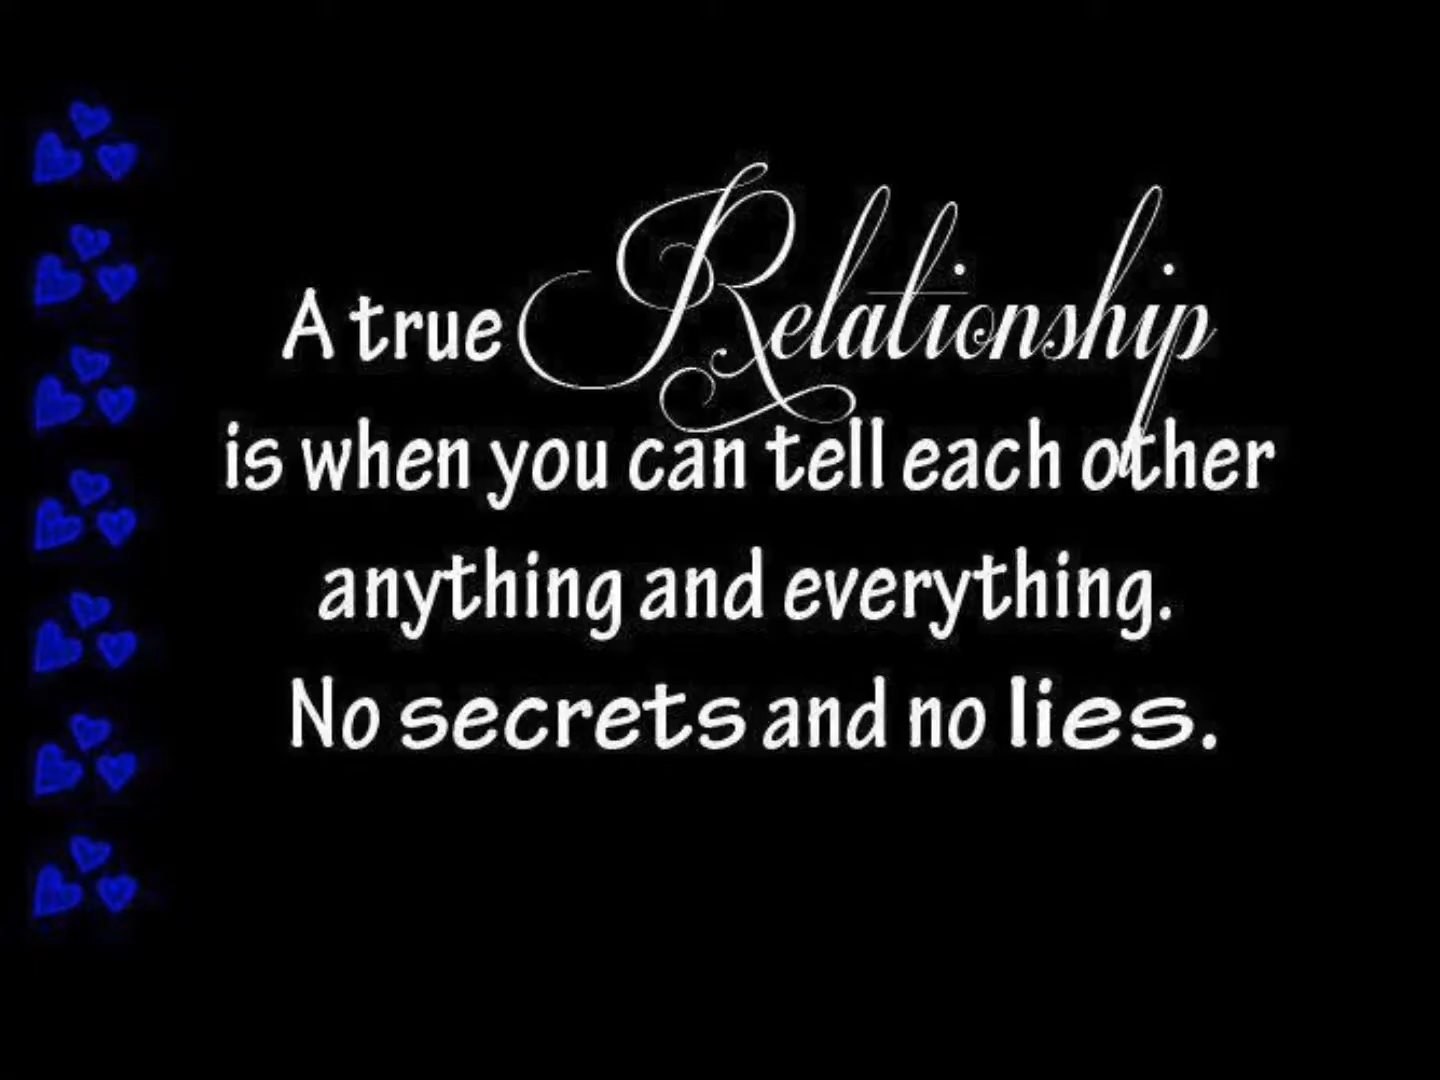 A true Relationship
is when you can tell each other
anything and everything.
No secrets and no lies.